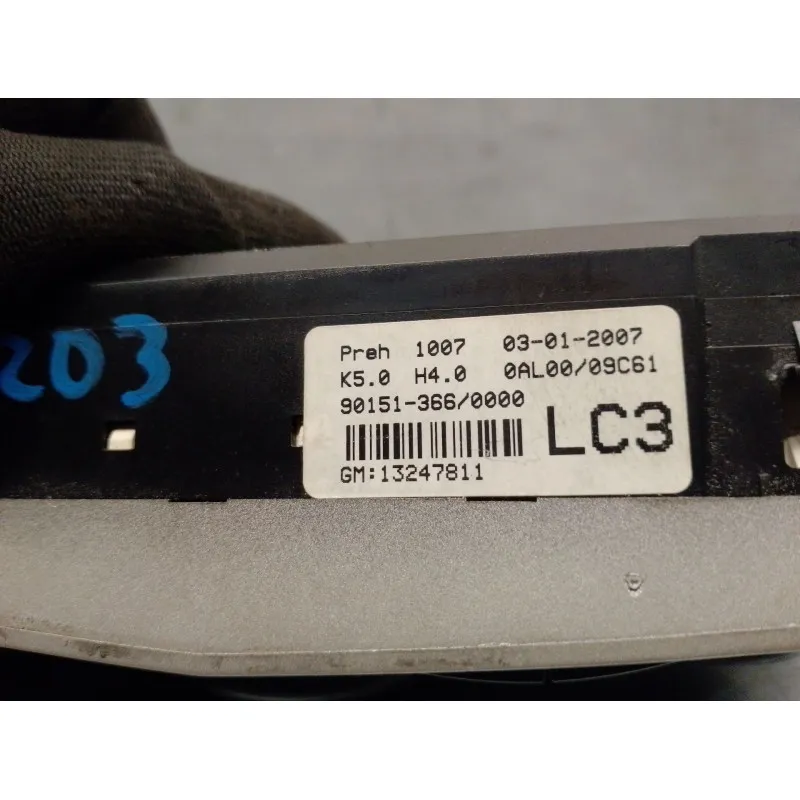 203
Preh 1007 03-01-2007
K5.0 H4.0 0AL00/09C61
90151-366/0000
LC3
GM:13247811